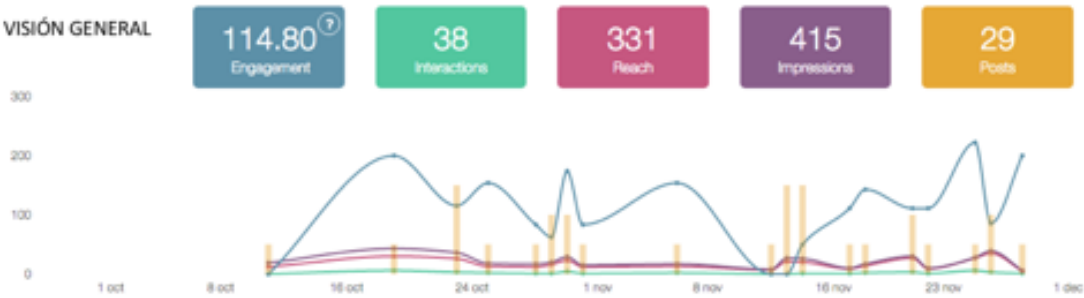 VISIÓN GENERAL
114.80 ?
Engagement
38
Interactions
331
Reach
415
Impressions
29
Posts
300
200
100
0
1 oct
8 oct
16 oct
24 oct
1 nov
8 nov
16 nov
23 nov
1 dec